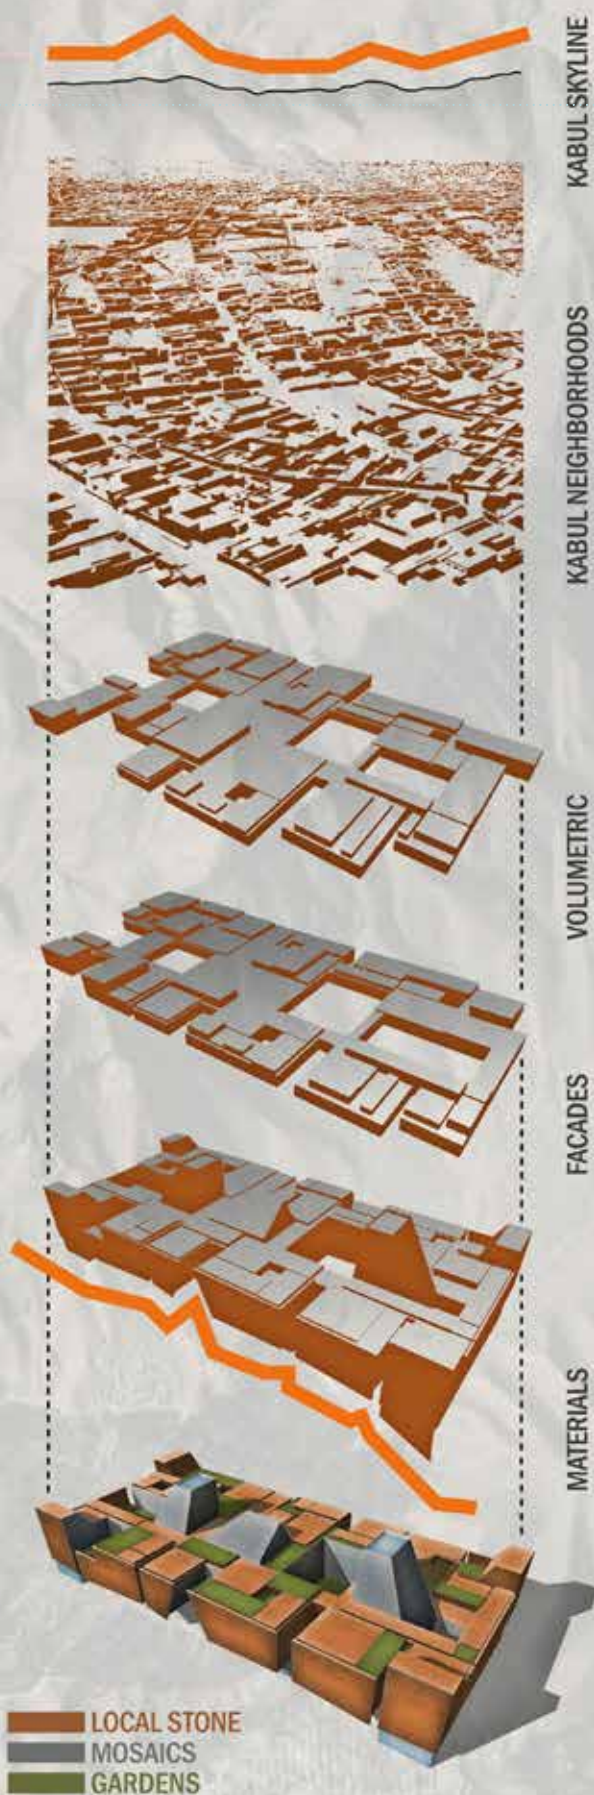 KABUL SKYLINE
KABUL NEIGHBORHOODS
VOLUMETRIC
FACADES
MATERIALS
LOCAL STONE
MOSAICS
GARDENS